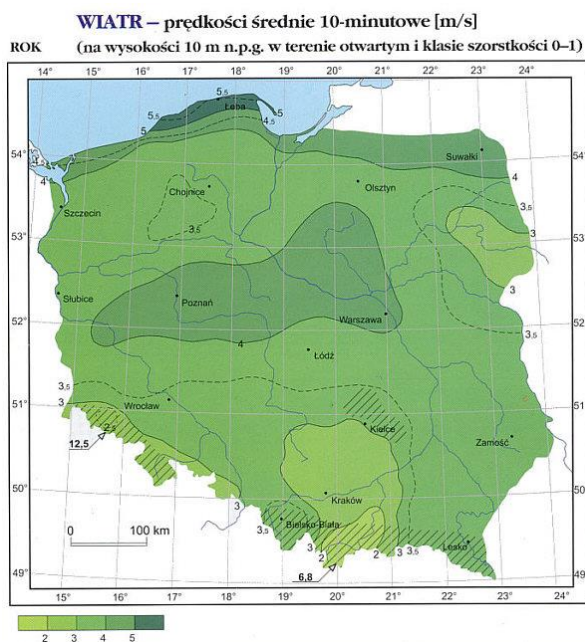 WIATR – prędkości średnie 10-minutowe [m/s]
ROK (na wysokości 10 m n.p.g. w terenie otwartym i klasie szorstkości 0–1)
14° 15° 16° 17° 18° 19° 20° 21° 22° 23° 24°
5,5
Łeba
5
5,5
4,5
5
54°
Suwałki
54°
4,5
4
4
Chojnice
Olsztyn
3,5
Szczecin
3,5
3
53°
53°
Słubice
Poznań
3
3,5
Warszawa
52°
52°
4
Łódź
3,5
3
Wrocław
51°
51°
2,5
Kielce
12,5
Zamość
50°
Kraków
50°
3
Bielsko-Biała
0 100 km
3 2 2 3 3,5
Lesko
49°
6,8
49°
15° 16° 17° 18° 19° 20° 21° 22° 23°
2 3 4 5